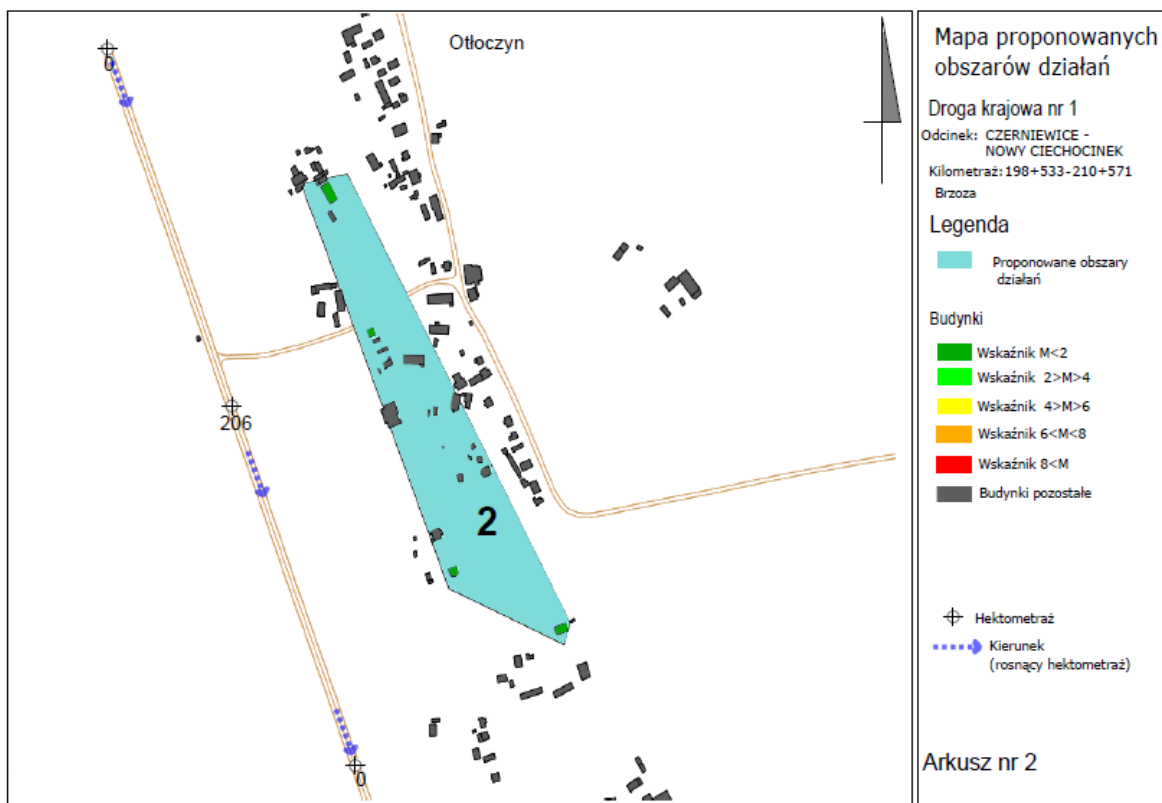 Otłoczyn
0
206
2
0
Mapa proponowanych
obszarów działań
Droga krajowa nr 1
Odcinek: CZERNIEWICE -
NOWY CIECHOCINEK
Kilometraż:198+533-210+571
Brzoza
Legenda
Proponowane obszary
działań
Budynki
Wskaźnik M<2
Wskaźnik 2>M>4
Wskaźnik 4>M>6
Wskaźnik 6<M<8
Wskaźnik 8<M
Budynki pozostałe
Hektometraż
Kierunek
(rosnący hektometraż)
Arkusz nr 2